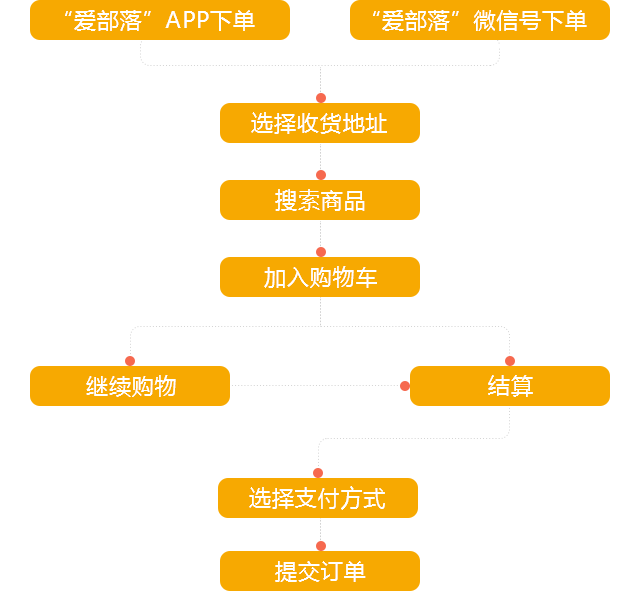 “爱部落”APP下单
“爱部落”微信号下单
选择收货地址
搜索商品
加入购物车
继续购物
结算
选择支付方式
提交订单